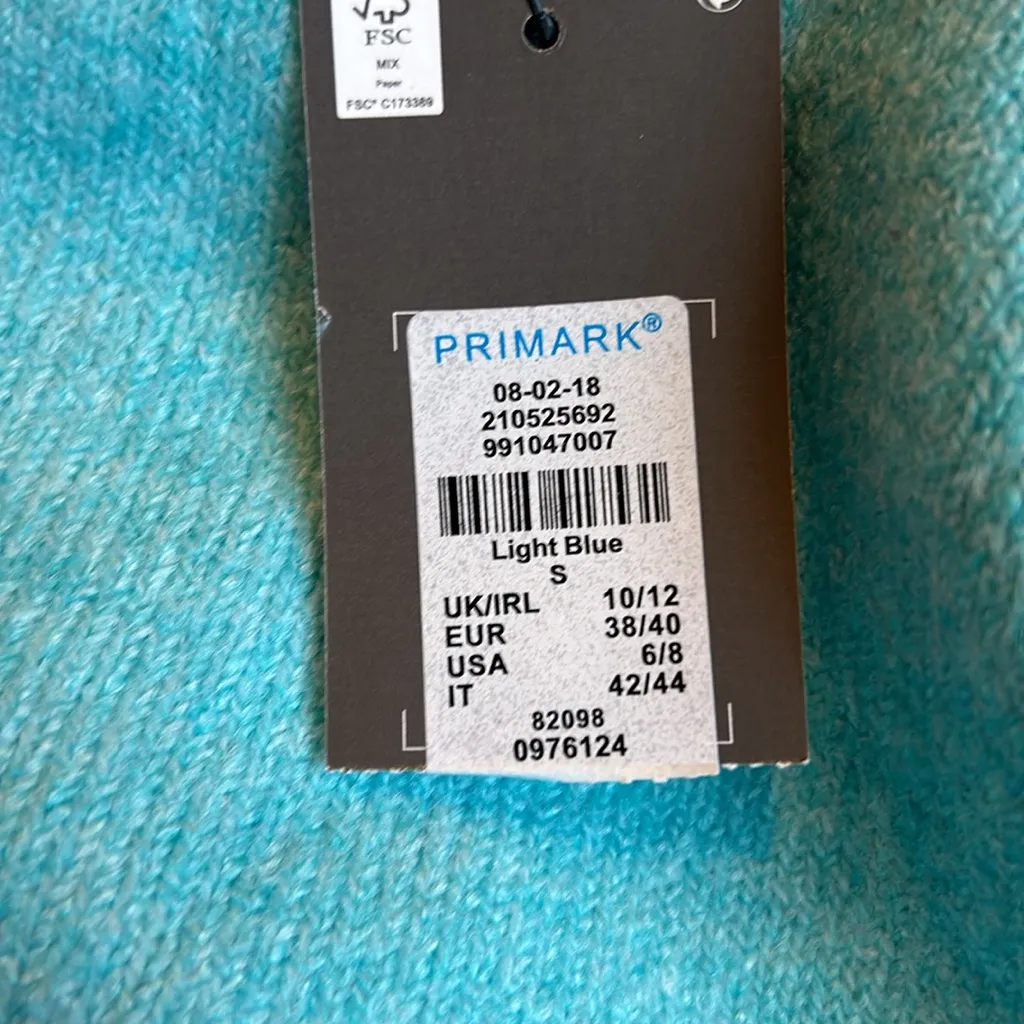 FSC
MIX
Paper
FSC® C173389
PRIMARK®
08-02-18
210525692
991047007
Light Blue
S
UK/IRL 10/12
EUR 38/40
USA 6/8
IT 42/44
82098
0976124